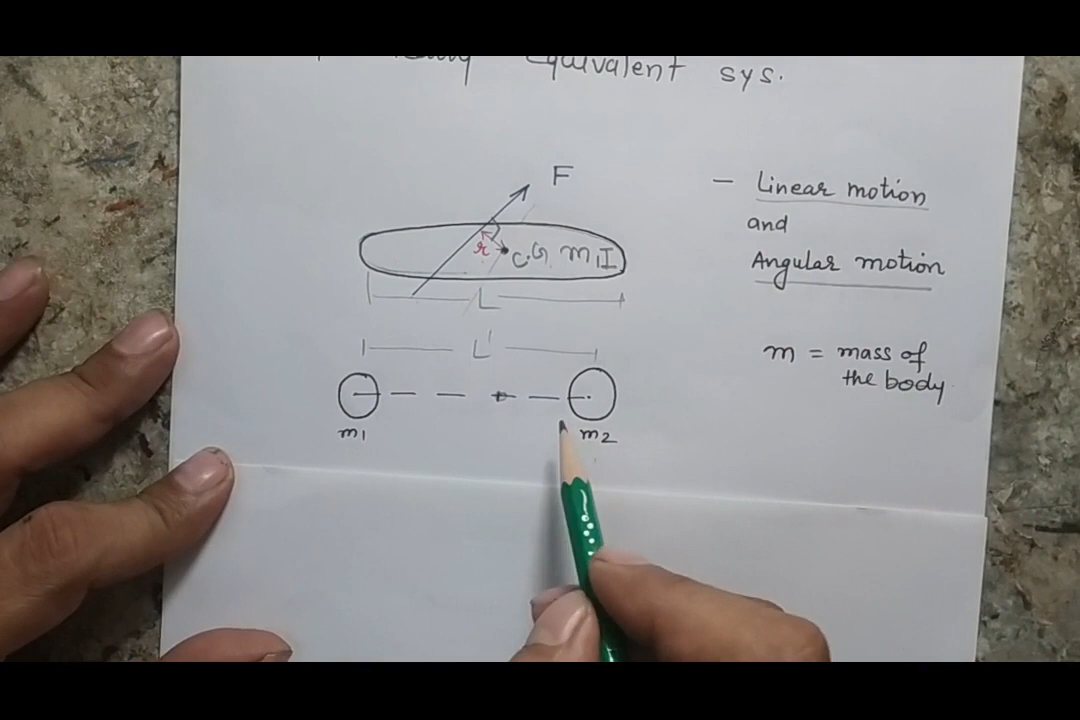 Equivalent sys.
F
r C.G m, I
L
L'
m1
m2
- Linear motion
and
Angular motion
m = mass of
the body.